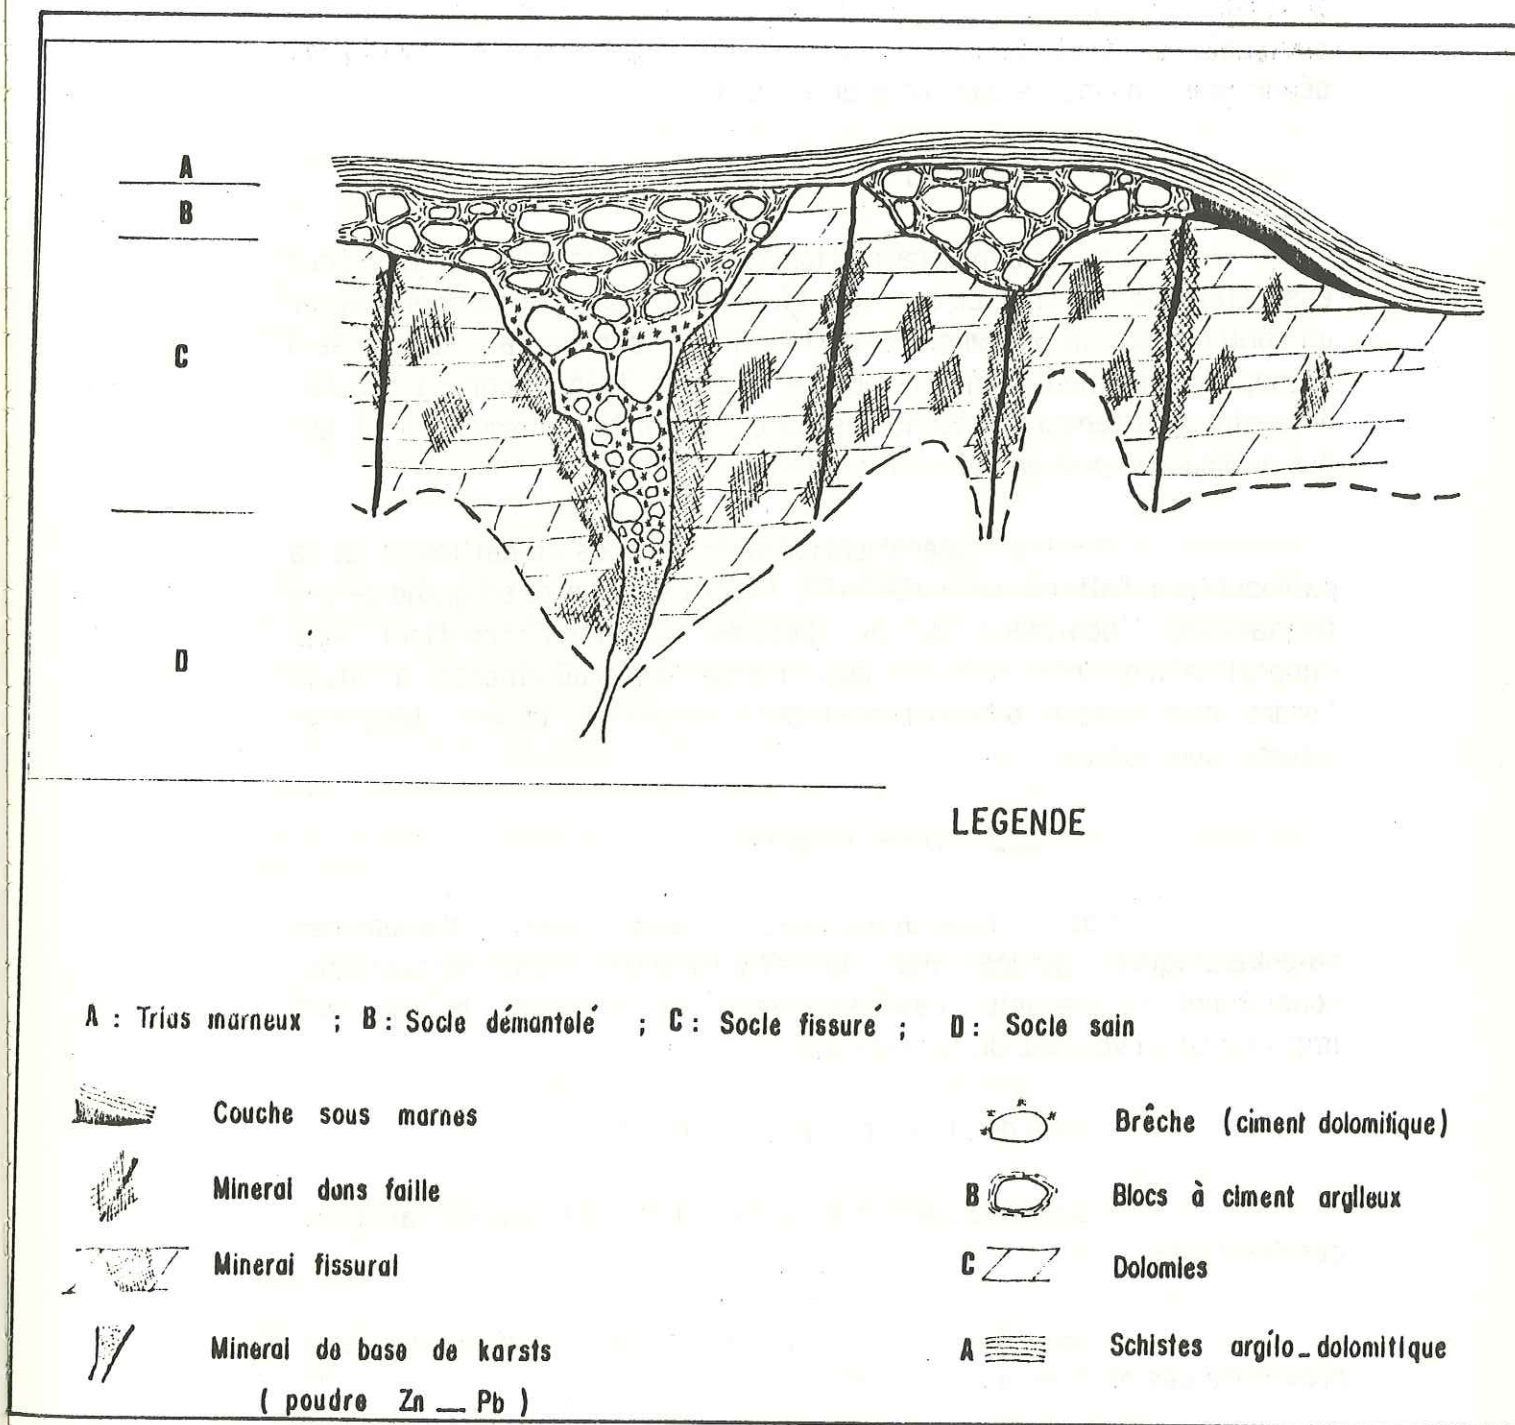 A
B
C
D
LEGENDE
A : Trias marneux ; B : Socle démantelé ; C : Socle fissuré ; D : Socle sain
Couche sous marnes
Minerai dans faille
Minerai fissural
Minerai de base de karsts
( poudre Zn — Pb )
Brêche (ciment dolomitique)
B Blocs à ciment argileux
C Dolomies
A Schistes argilo_dolomitique